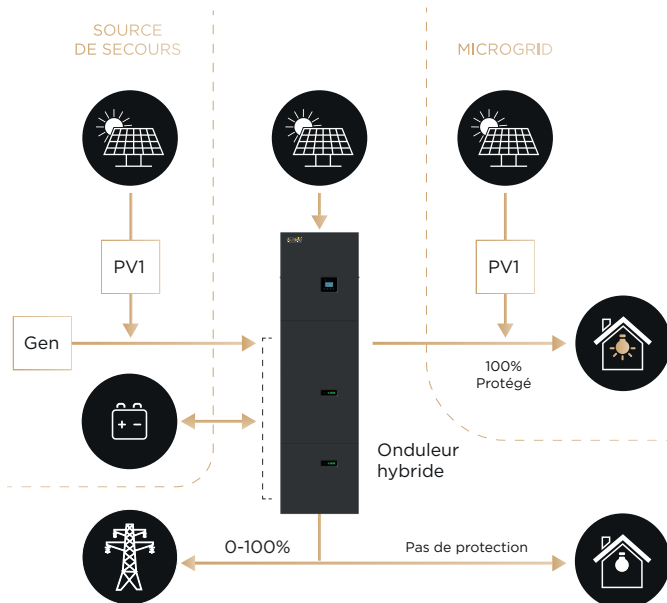 SOURCE
DE SECOURS
MICROGRID
PV1
PV1
Gen
100%
Protégé
Onduleur
hybride
0-100%
Pas de protection